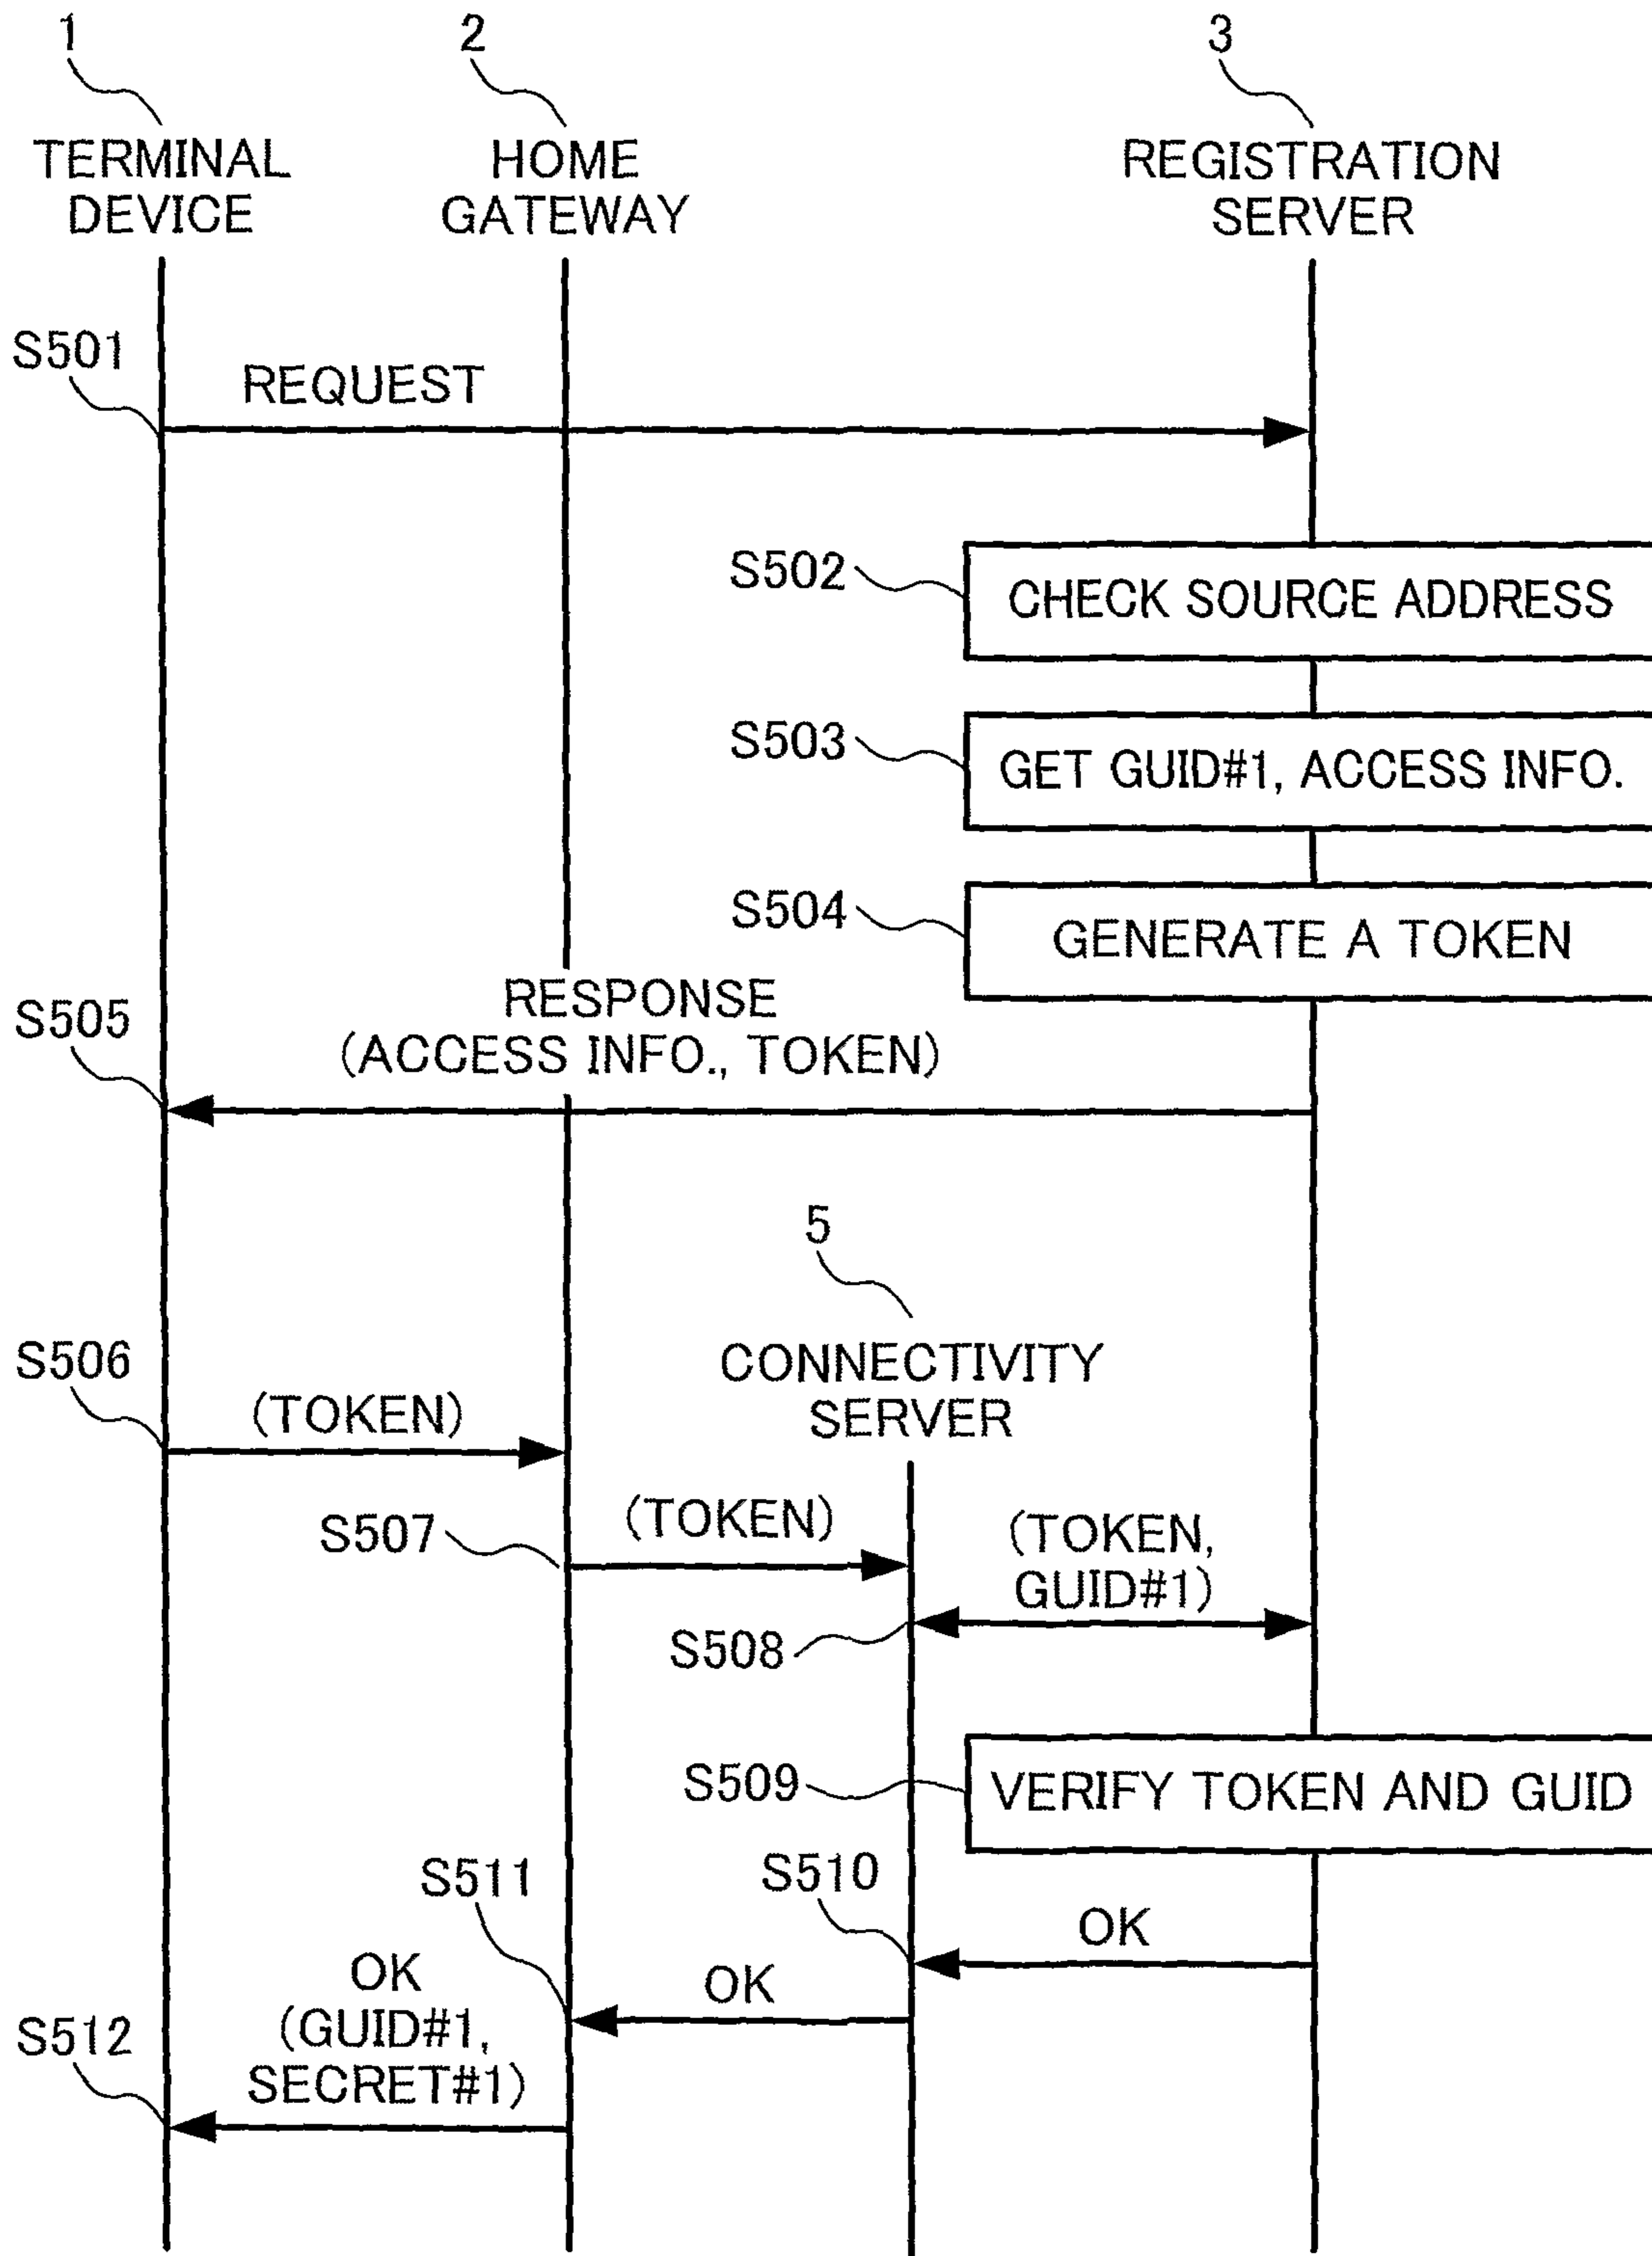 1
2
3
TERMINAL
DEVICE
HOME
GATEWAY
REGISTRATION
SERVER
S501
REQUEST
S502
CHECK SOURCE ADDRESS
S503
GET GUID#1, ACCESS INFO.
S504
GENERATE A TOKEN
RESPONSE
(ACCESS INFO., TOKEN)
S505
5
CONNECTIVITY
SERVER
S506
(TOKEN)
S507
(TOKEN)
(TOKEN,
GUID#1)
S508
S509
VERIFY TOKEN AND GUID
S510
OK
S511
OK
OK
(GUID#1,
SECRET#1)
S512